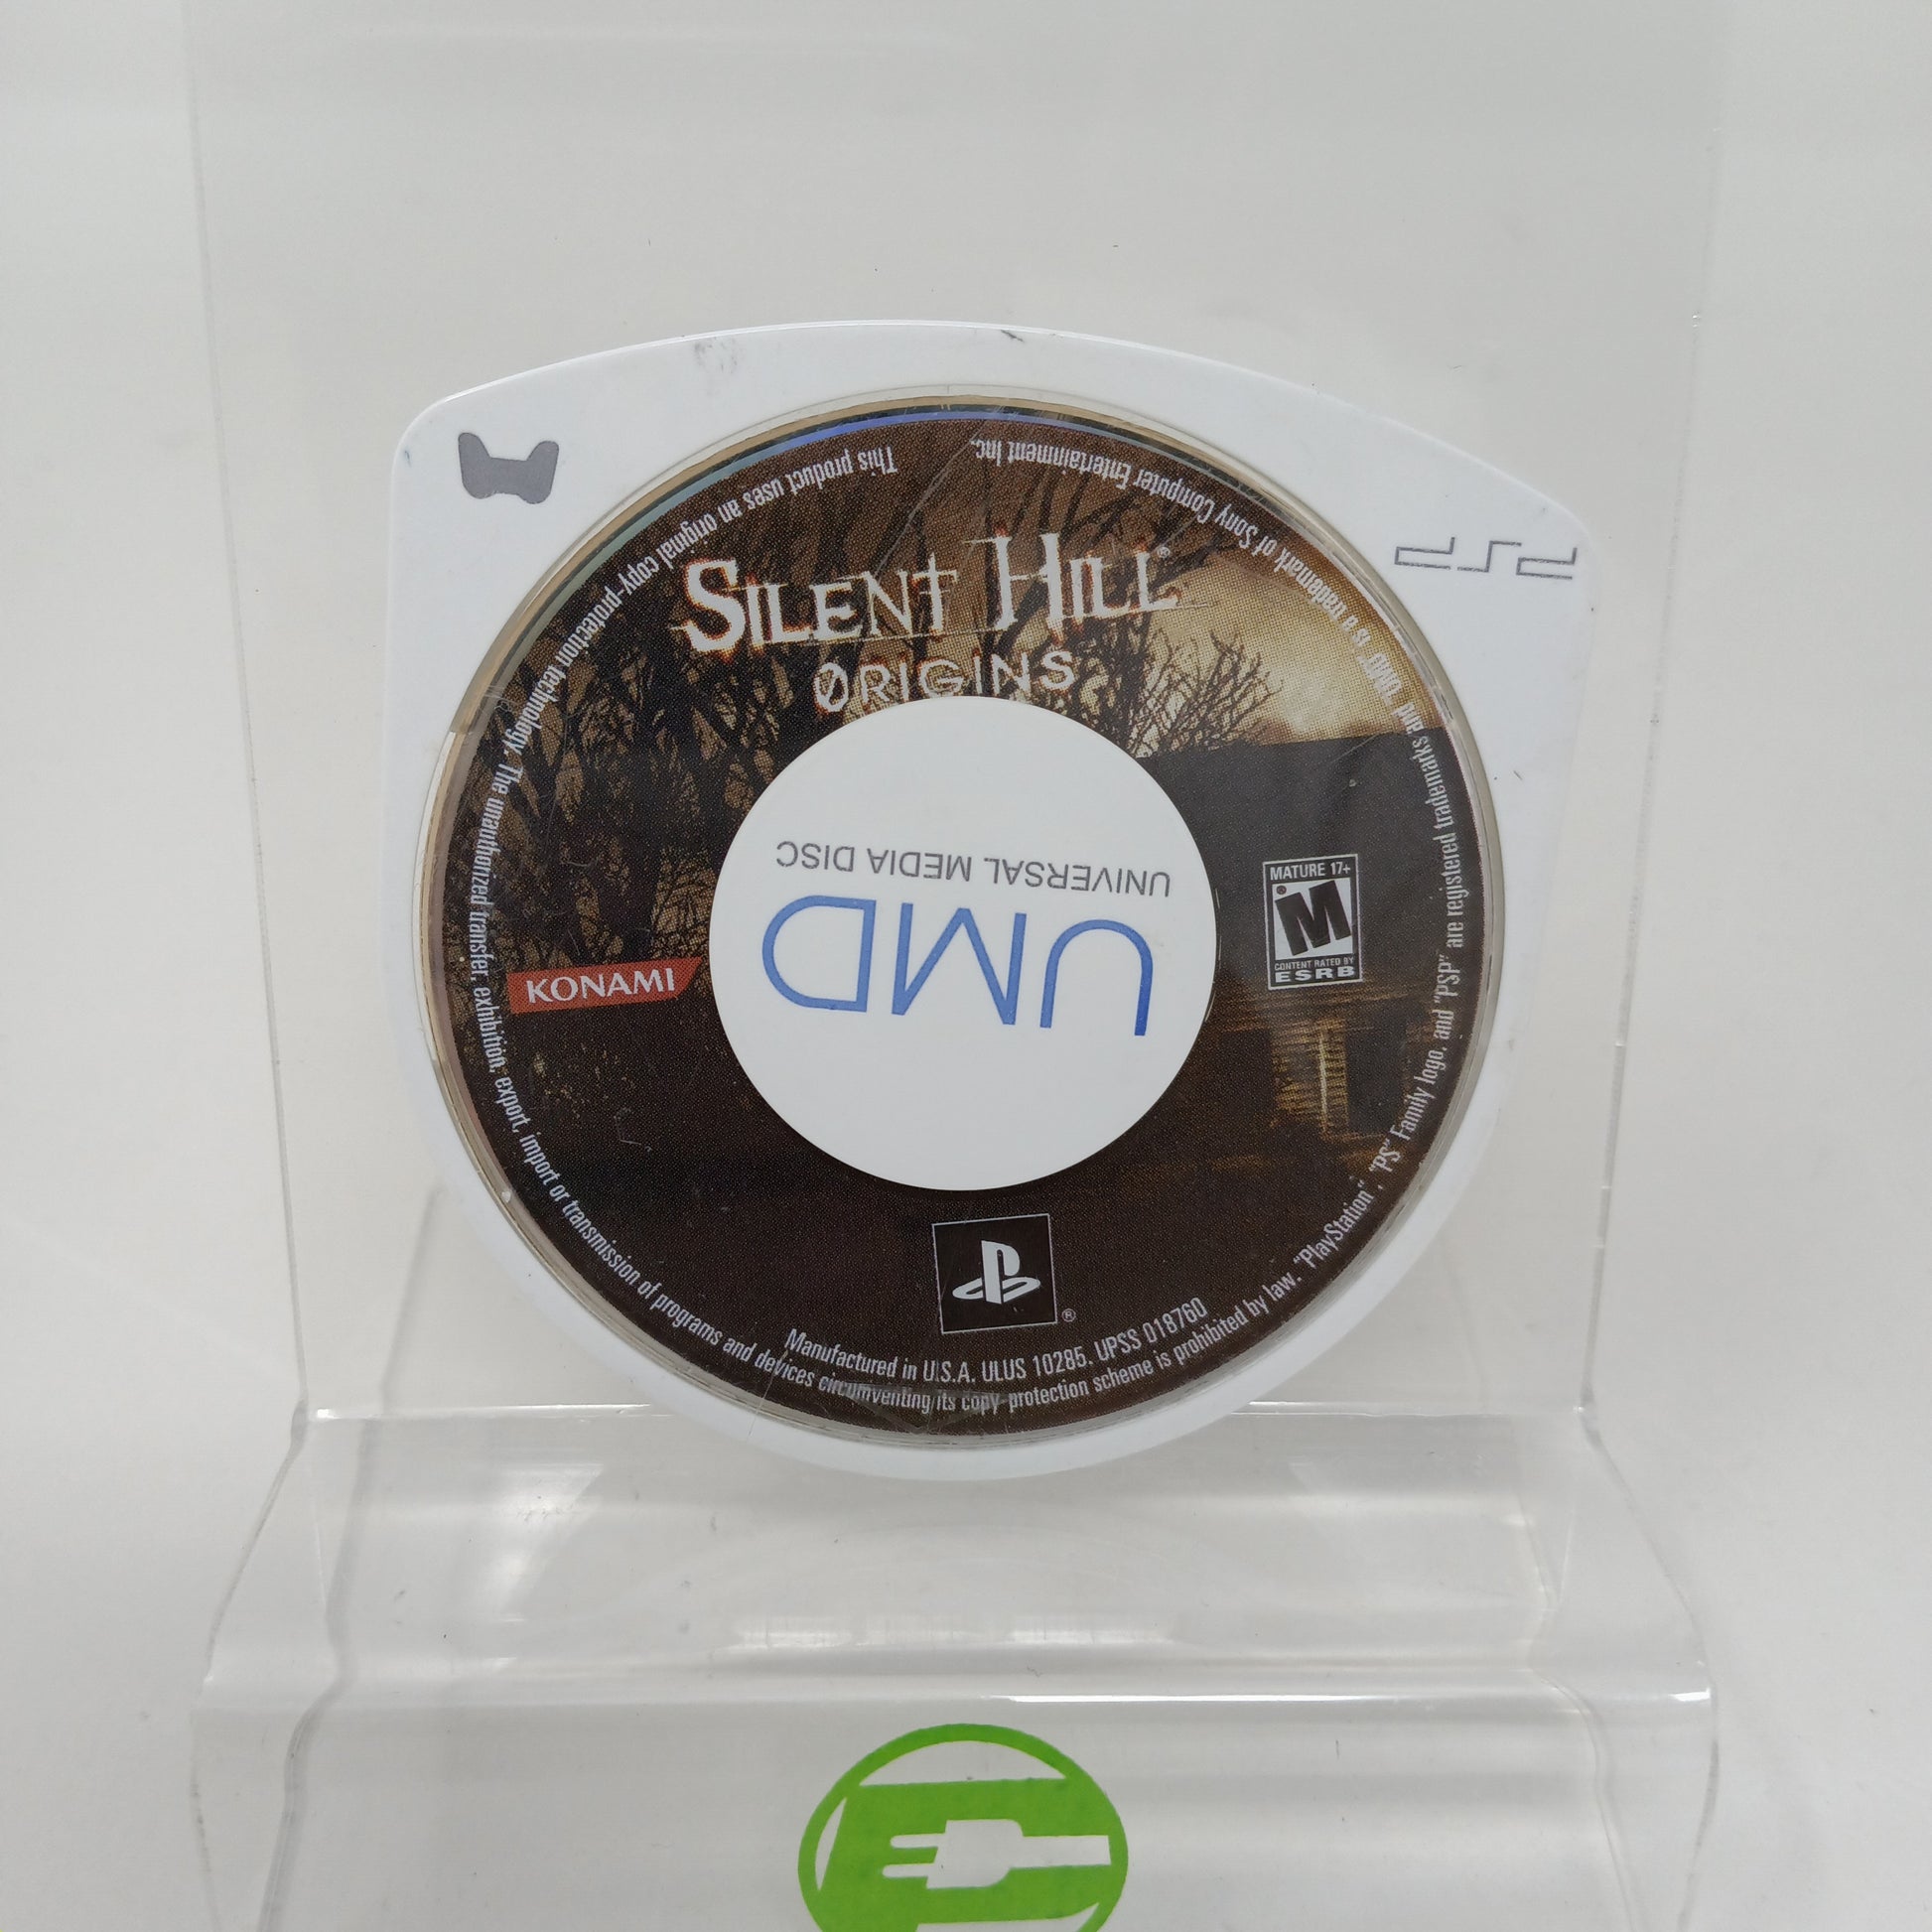 SILENT HILL®
0RIGINS
PSP
UNIVERSAL MEDIA DISC
UMD
MATURE 17+
M
CONTENT RATED BY
ESRB
KONAMI
®
Manufactured in U.S.A. ULUS 10285. UPSS 018760
This product uses an original copy-protection technology. The unauthorized transfer, exhibition, export, import or transmission of programs and devices circumventing its copy-protection scheme is prohibited by law. "PlayStation", "PS" Family logo, and "PSP" are registered trademarks and "UMD" is a trademark of Sony Computer Entertainment Inc.